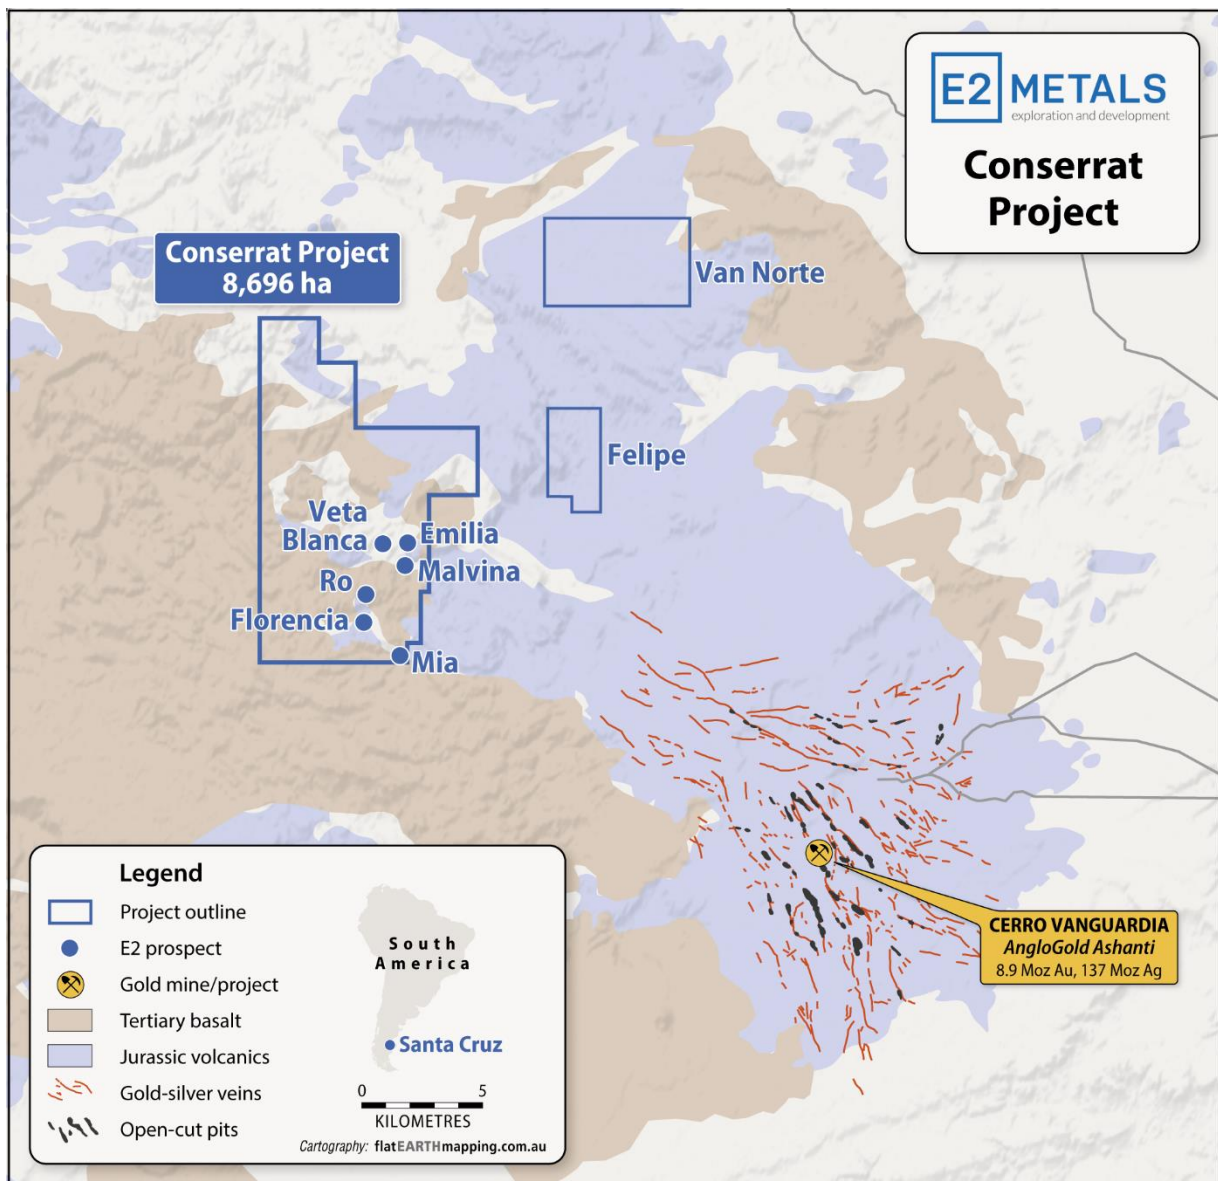 E2 METALS
exploration and development
Conserrat
Project
Conserrat Project
8,696 ha
Van Norte
Felipe
Veta
Blanca
Emilia
Malvina
Ro
Florencia
Mia
CERRO VANGUARDIA
AngloGold Ashanti
8.9 Moz Au, 137 Moz Ag
Legend
Project outline
E2 prospect
Gold mine/project
Tertiary basalt
Jurassic volcanics
Gold-silver veins
Open-cut pits
South
America
Santa Cruz
0 5
KILOMETRES
Cartography: flatEARTHmapping.com.au